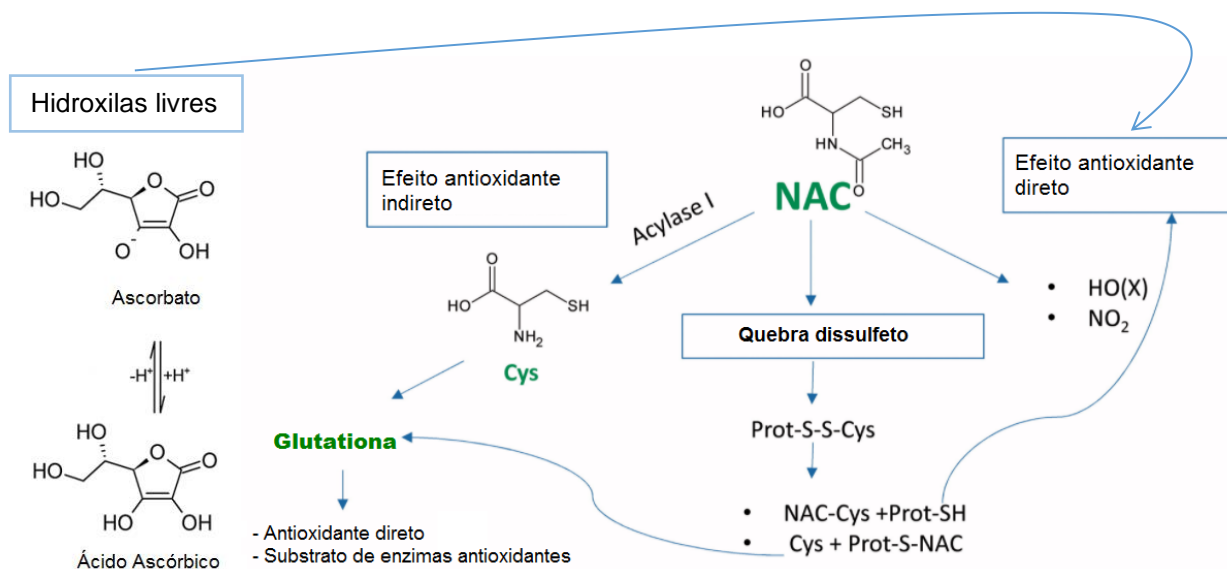 Hidroxilas livres
HO
HO
O
O
O-
OH
Ascorbato
-H⁺
+H⁺
HO
HO
O
O
HO
OH
Ácido Ascórbico
Efeito antioxidante
indireto
O
HO
SH
HN
CH₃
O
NAC
Efeito antioxidante
direto
Acylase I
O
HO
SH
NH₂
Cys
Quebra dissulfeto
• HO(X)
• NO₂
Glutationa
Prot-S-S-Cys
- Antioxidante direto
- Substrato de enzimas antioxidantes
• NAC-Cys +Prot-SH
• Cys + Prot-S-NAC